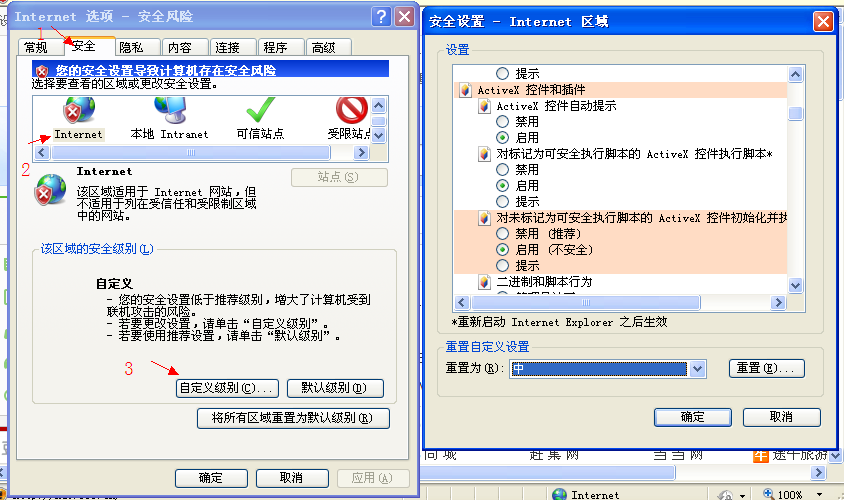 Internet 选项 - 安全风险
1
常规 安全 隐私 内容 连接 程序 高级
您的安全设置导致计算机存在安全风险
选择要查看的区域或更改安全设置。
Internet 本地 Intranet 可信站点 受限站点
2
Internet
站点(S)
该区域适用于 Internet 网站，但
不适用于列在受信任和受限制区域
中的网站。
该区域的安全级别(L)
自定义
- 您的安全设置低于推荐级别，增大了计算机受到
联机攻击的风险。
- 若要更改设置，请单击“自定义级别”。
- 若要使用推荐设置，请单击“默认级别”。
3
自定义级别(C)... 默认级别(D)
将所有区域重置为默认级别(R)
确定 取消 应用(A)
安全设置 - Internet 区域
设置
提示
ActiveX 控件和插件
ActiveX 控件自动提示
禁用
启用
对标记为可安全执行脚本的 ActiveX 控件执行脚本*
禁用
启用
提示
对未标记为可安全执行脚本的 ActiveX 控件初始化并执
禁用 (推荐)
启用 (不安全)
提示
二进制和脚本行为
*重新启动 Internet Explorer 之后生效
重置自定义设置
重置为(R): 中 重置(E)...
确定 取消
同城 赶集网 当当网 途牛旅游
Internet 100%